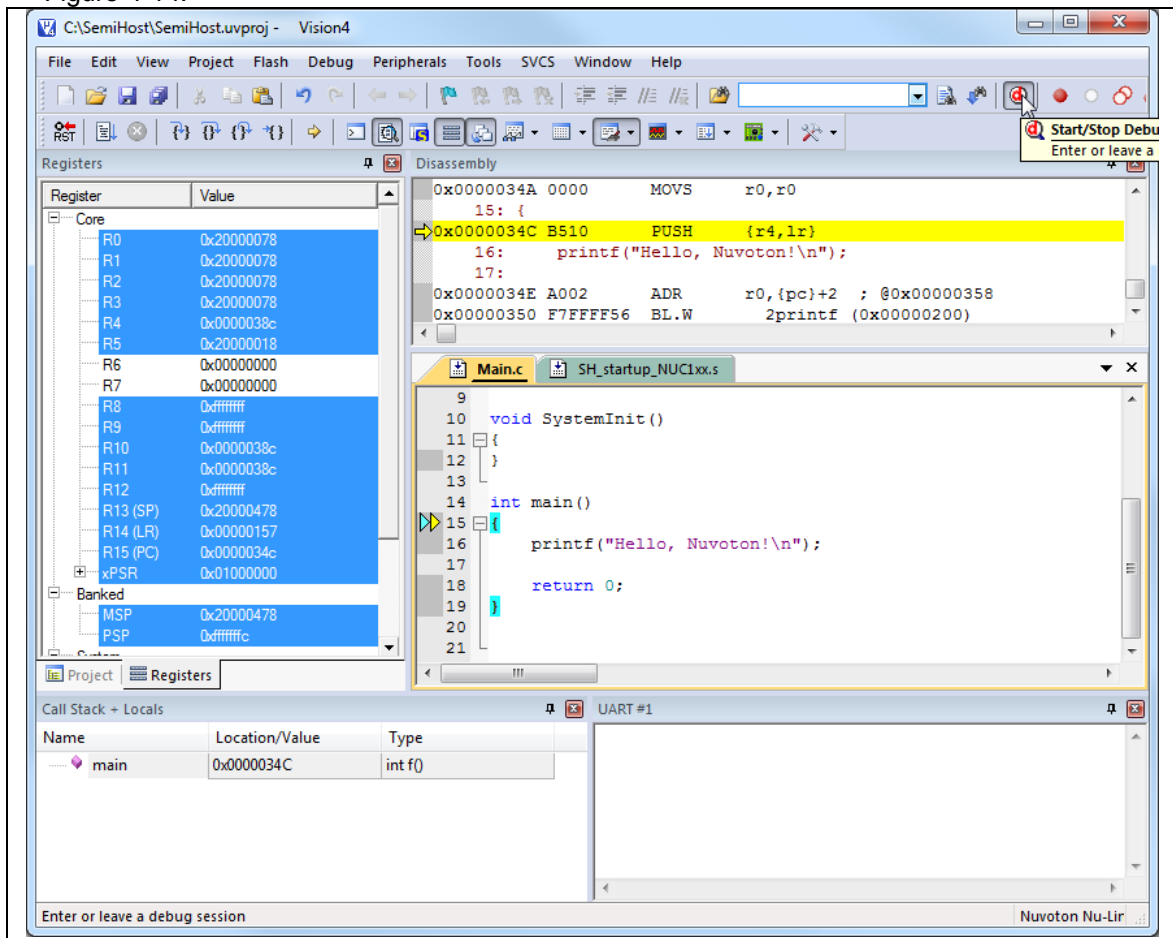 C:\SemiHost\SemiHost.uvproj - Vision4
File Edit View Project Flash Debug Peripherals Tools SVCS Window Help
RST
Start/Stop Debu
Enter or leave a
Registers
Disassembly
Register Value
Core
R0 0x20000078
R1 0x20000078
R2 0x20000078
R3 0x20000078
R4 0x0000038c
R5 0x20000018
R6 0x00000000
R7 0x00000000
R8 0xffffffff
R9 0xffffffff
R10 0x0000038c
R11 0x0000038c
R12 0xffffffff
R13 (SP) 0x20000478
R14 (LR) 0x00000157
R15 (PC) 0x0000034c
xPSR 0x01000000
Banked
MSP 0x20000478
PSP 0xfffffffc
Project Registers
0x0000034A 0000 MOVS r0,r0
15: {
0x0000034C B510 PUSH {r4,lr}
16: printf("Hello, Nuvoton!\n");
17:
0x0000034E A002 ADR r0,{pc}+2 ; @0x00000358
0x00000350 F7FFFF56 BL.W 2printf (0x00000200)
Main.c SH_startup_NUC1xx.s
9
10 void SystemInit()
11 {
12 }
13
14 int main()
15 {
16 printf("Hello, Nuvoton!\n");
17
18 return 0;
19 }
20
21
Call Stack + Locals
Name Location/Value Type
main 0x0000034C int f()
UART #1
Enter or leave a debug session Nuvoton Nu-Lir